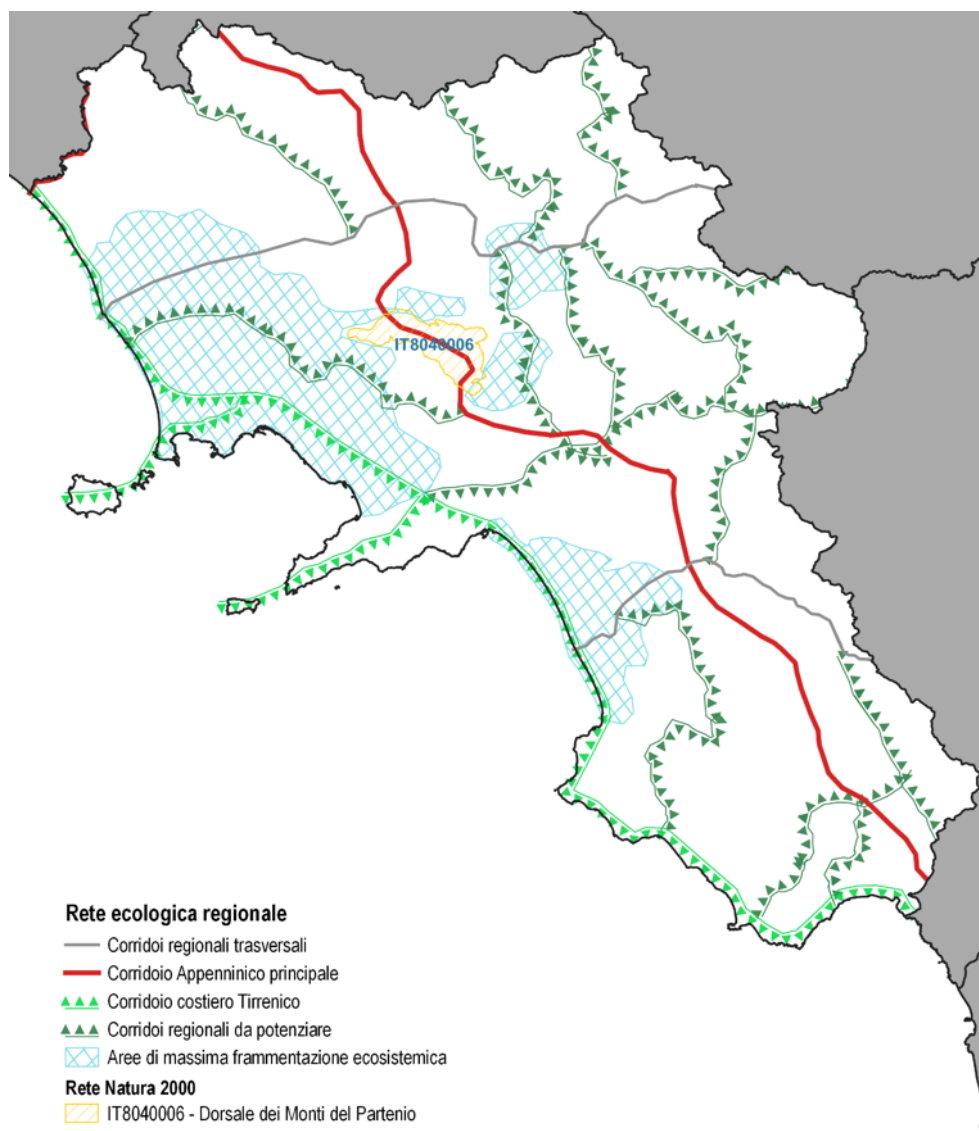 IT8040006
Rete ecologica regionale
Corridoi regionali trasversali
Corridoio Appenninico principale
Corridoio costiero Tirrenico
Corridoi regionali da potenziare
Aree di massima frammentazione ecosistemica
Rete Natura 2000
IT8040006 - Dorsale dei Monti del Partenio